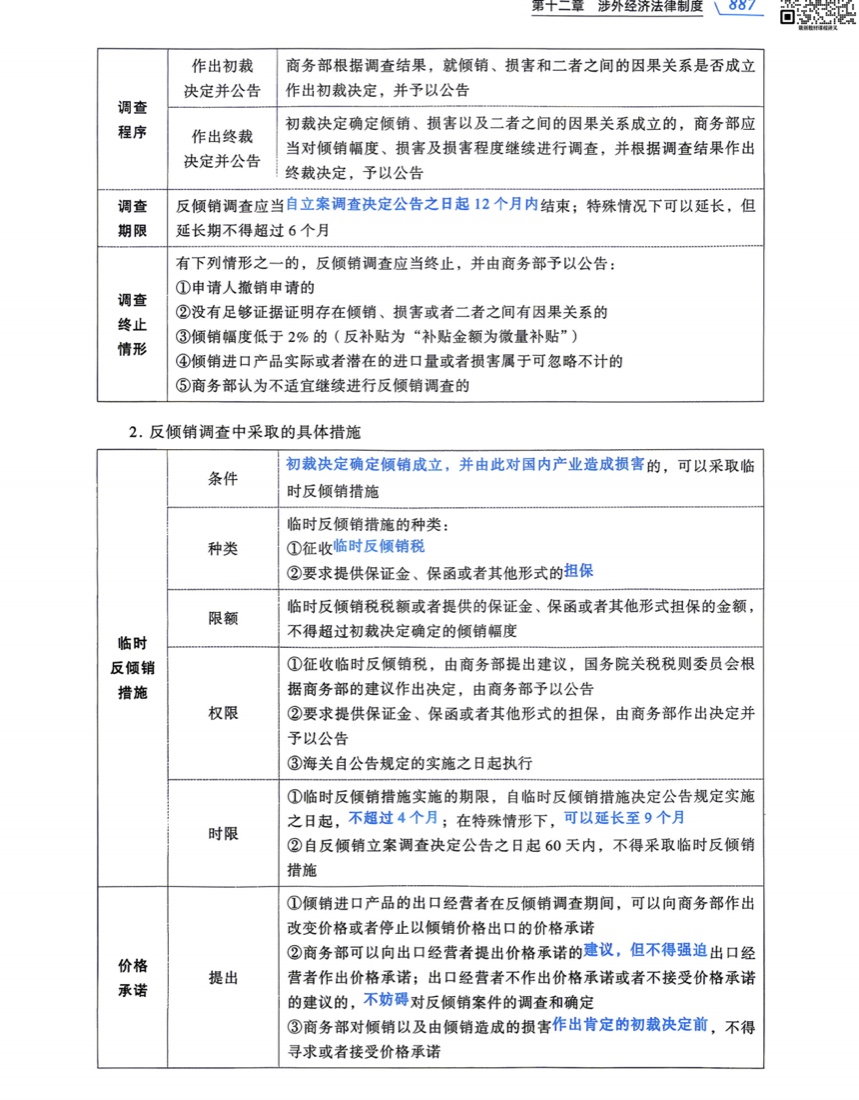 第十二章 涉外经济法律制度 887
作出初裁
决定并公告
商务部根据调查结果，就倾销、损害和二者之间的因果关系是否成立
作出初裁决定，并予以公告
调查
程序
作出终裁
决定并公告
初裁决定确定倾销、损害以及二者之间的因果关系成立的，商务部应
当对倾销幅度、损害及损害程度继续进行调查，并根据调查结果作出
终裁决定，予以公告
调查
期限
反倾销调查应当自立案调查决定公告之日起 12 个月内结束；特殊情况下可以延长，但
延长期不得超过 6 个月
调查
终止
情形
有下列情形之一的，反倾销调查应当终止，并由商务部予以公告：
①申请人撤销申请的
②没有足够证据证明存在倾销、损害或者二者之间有因果关系的
③倾销幅度低于 2% 的（反补贴为“补贴金额为微量补贴”）
④倾销进口产品实际或者潜在的进口量或者损害属于可忽略不计的
⑤商务部认为不适宜继续进行反倾销调查的
2. 反倾销调查中采取的具体措施
临时
反倾销
措施
条件
初裁决定确定倾销成立，并由此对国内产业造成损害的，可以采取临
时反倾销措施
种类
临时反倾销措施的种类：
①征收临时反倾销税
②要求提供保证金、保函或者其他形式的担保
限额
临时反倾销税税额或者提供的保证金、保函或者其他形式担保的金额，
不得超过初裁决定确定的倾销幅度
权限
①征收临时反倾销税，由商务部提出建议，国务院关税税则委员会根
据商务部的建议作出决定，由商务部予以公告
②要求提供保证金、保函或者其他形式的担保，由商务部作出决定并
予以公告
③海关自公告规定的实施之日起执行
时限
①临时反倾销措施实施的期限，自临时反倾销措施决定公告规定实施
之日起，不超过 4 个月；在特殊情形下，可以延长至 9 个月
②自反倾销立案调查决定公告之日起 60 天内，不得采取临时反倾销
措施
价格
承诺
提出
①倾销进口产品的出口经营者在反倾销调查期间，可以向商务部作出
改变价格或者停止以倾销价格出口的价格承诺
②商务部可以向出口经营者提出价格承诺的建议，但不得强迫出口经
营者作出价格承诺；出口经营者不作出价格承诺或者不接受价格承诺
的建议的，不妨碍对反倾销案件的调查和确定
③商务部对倾销以及由倾销造成的损害作出肯定的初裁决定前，不得
寻求或者接受价格承诺